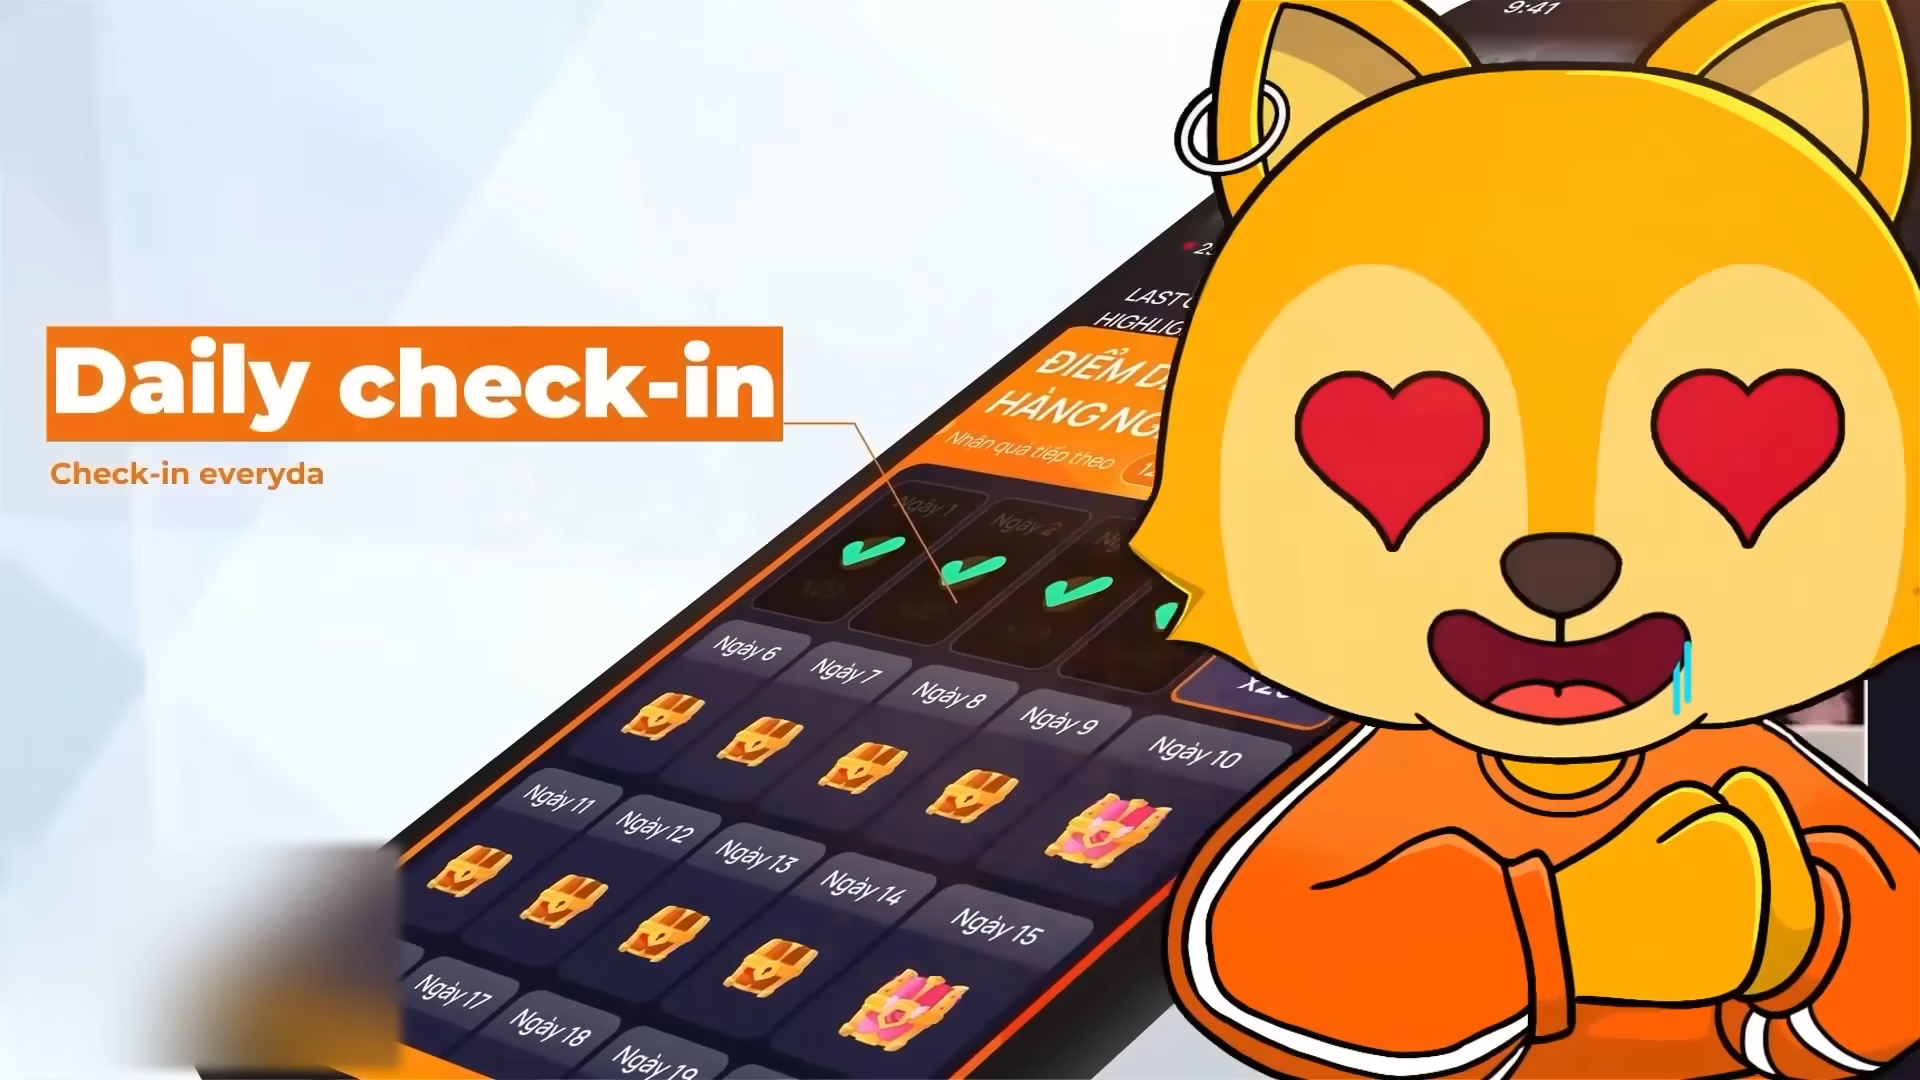 9:41
Daily check-in
Check-in everyda
LAST
HIGHLIG
ĐIỂM D
HÀNG NG
Nhận quà tiếp theo
Ngày 1
Ngày 2
Ng
Ngày 6
Ngày 7
Ngày 8
Ngày 9
Ngày 10
Ngày 11
Ngày 12
Ngày 13
Ngày 14
Ngày 15
Ngày 17
Ngày 18
Ngày 19